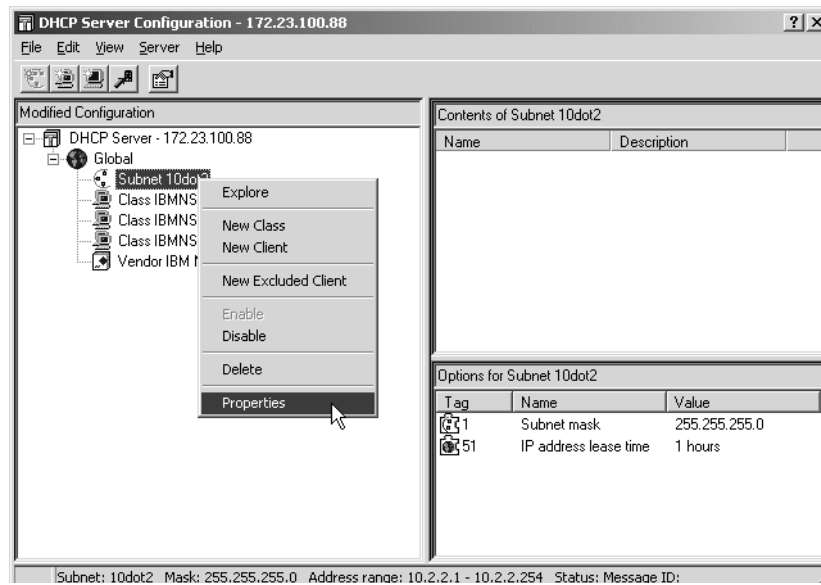 DHCP Server Configuration - 172.23.100.88
File Edit View Server Help
Modified Configuration
DHCP Server - 172.23.100.88
Global
Subnet 10dot2
Class IBMNS
Class IBMNS
Class IBMNS
Vendor IBM
Explore
New Class
New Client
New Excluded Client
Enable
Disable
Delete
Properties
Contents of Subnet 10dot2
Name Description
Options for Subnet 10dot2
Tag Name Value
1 Subnet mask 255.255.255.0
51 IP address lease time 1 hours
Subnet: 10dot2 Mask: 255.255.255.0 Address range: 10.2.2.1 - 10.2.2.254 Status: Message ID: